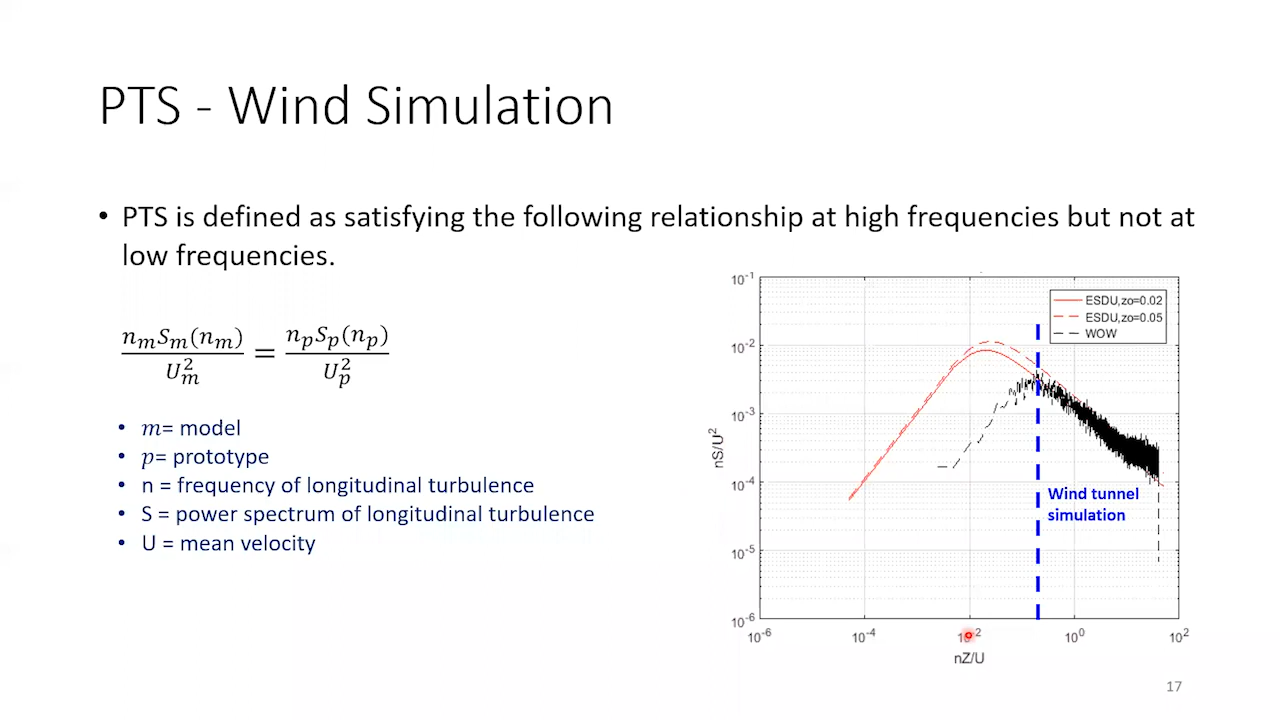 PTS - Wind Simulation
• PTS is defined as satisfying the following relationship at high frequencies but not at
low frequencies.
n_m S_m(n_m) / U_m^2 = n_p S_p(n_p) / U_p^2
• m= model
• p= prototype
• n = frequency of longitudinal turbulence
• S = power spectrum of longitudinal turbulence
• U = mean velocity
10^-1
10^-2
10^-3
10^-4
10^-5
10^-6
nS/U^2
ESDU,zo=0.02
ESDU,zo=0.05
WOW
Wind tunnel
simulation
10^-6 10^-4 10^-2 10^0 10^2
nZ/U
17